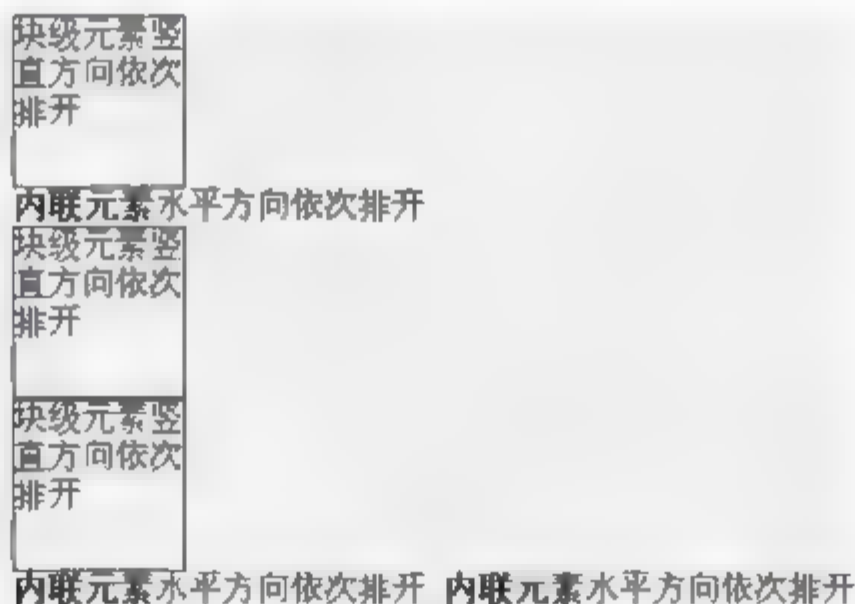 块级元素竖
直方向依次
排开
内联元素水平方向依次排开
块级元素竖
直方向依次
排开
块级元素竖
直方向依次
排开
内联元素水平方向依次排开 内联元素水平方向依次排开